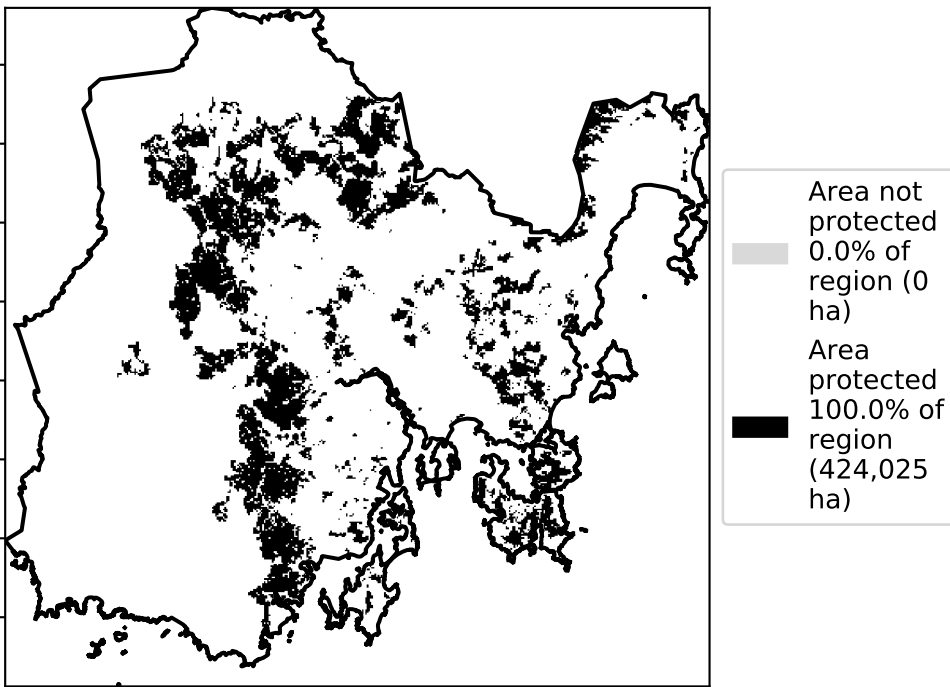 Area not
protected
0.0% of
region (0
ha)
Area
protected
100.0% of
region
(424,025
ha)